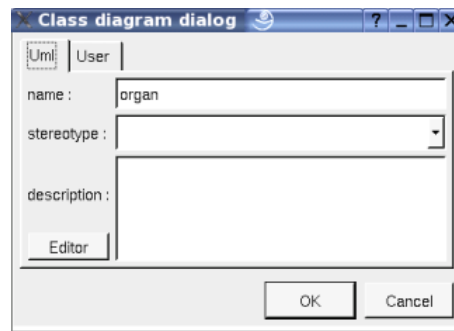 Class diagram dialog ? _ □ X
Uml User
name : organ
stereotype :
description :
Editor
OK Cancel